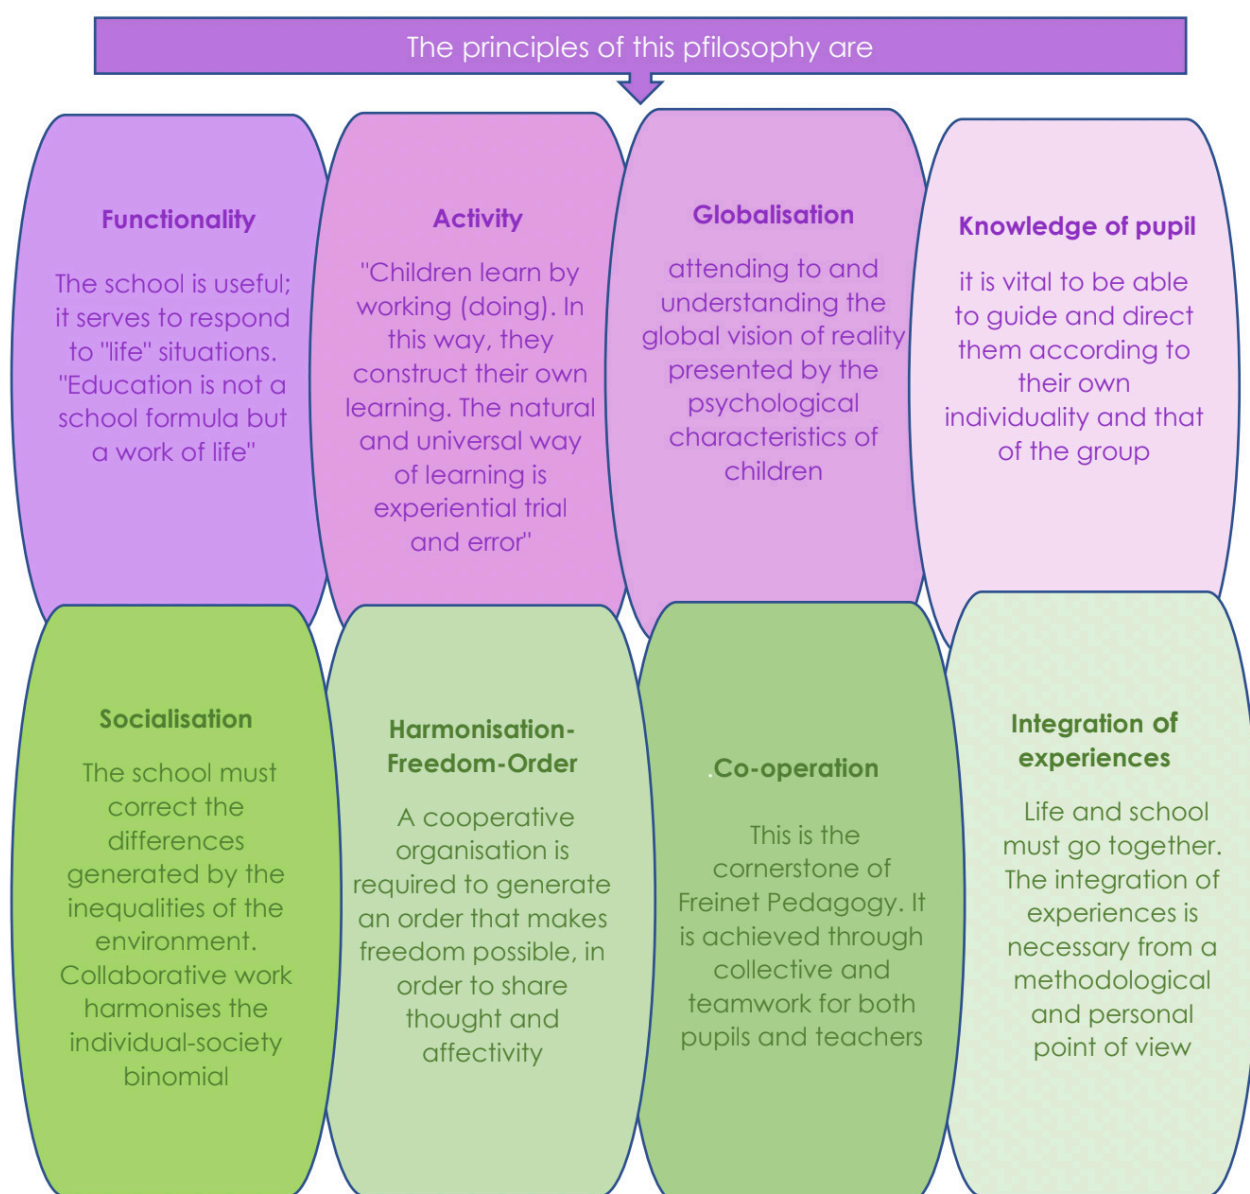 The principles of this pfilosophy are
Functionality
The school is useful;
it serves to respond
to "life" situations.
"Education is not a
school formula but
a work of life"
Activity
"Children learn by
working (doing). In
this way, they
construct their own
learning. The natural
and universal way
of learning is
experiential trial
and error"
Globalisation
attending to and
understanding the
global vision of reality
presented by the
psychological
characteristics of
children
Knowledge of pupil
it is vital to be able
to guide and direct
them according to
their own
individuality and that
of the group
Socialisation
The school must
correct the
differences
generated by the
inequalities of the
environment.
Collaborative work
harmonises the
individual-society
binomial
Harmonisation-
Freedom-Order
A cooperative
organisation is
required to generate
an order that makes
freedom possible, in
order to share
thought and
affectivity
.Co-operation
This is the
cornerstone of
Freinet Pedagogy. It
is achieved through
collective and
teamwork for both
pupils and teachers
Integration of
experiences
Life and school
must go together.
The integration of
experiences is
necessary from a
methodological
and personal
point of view